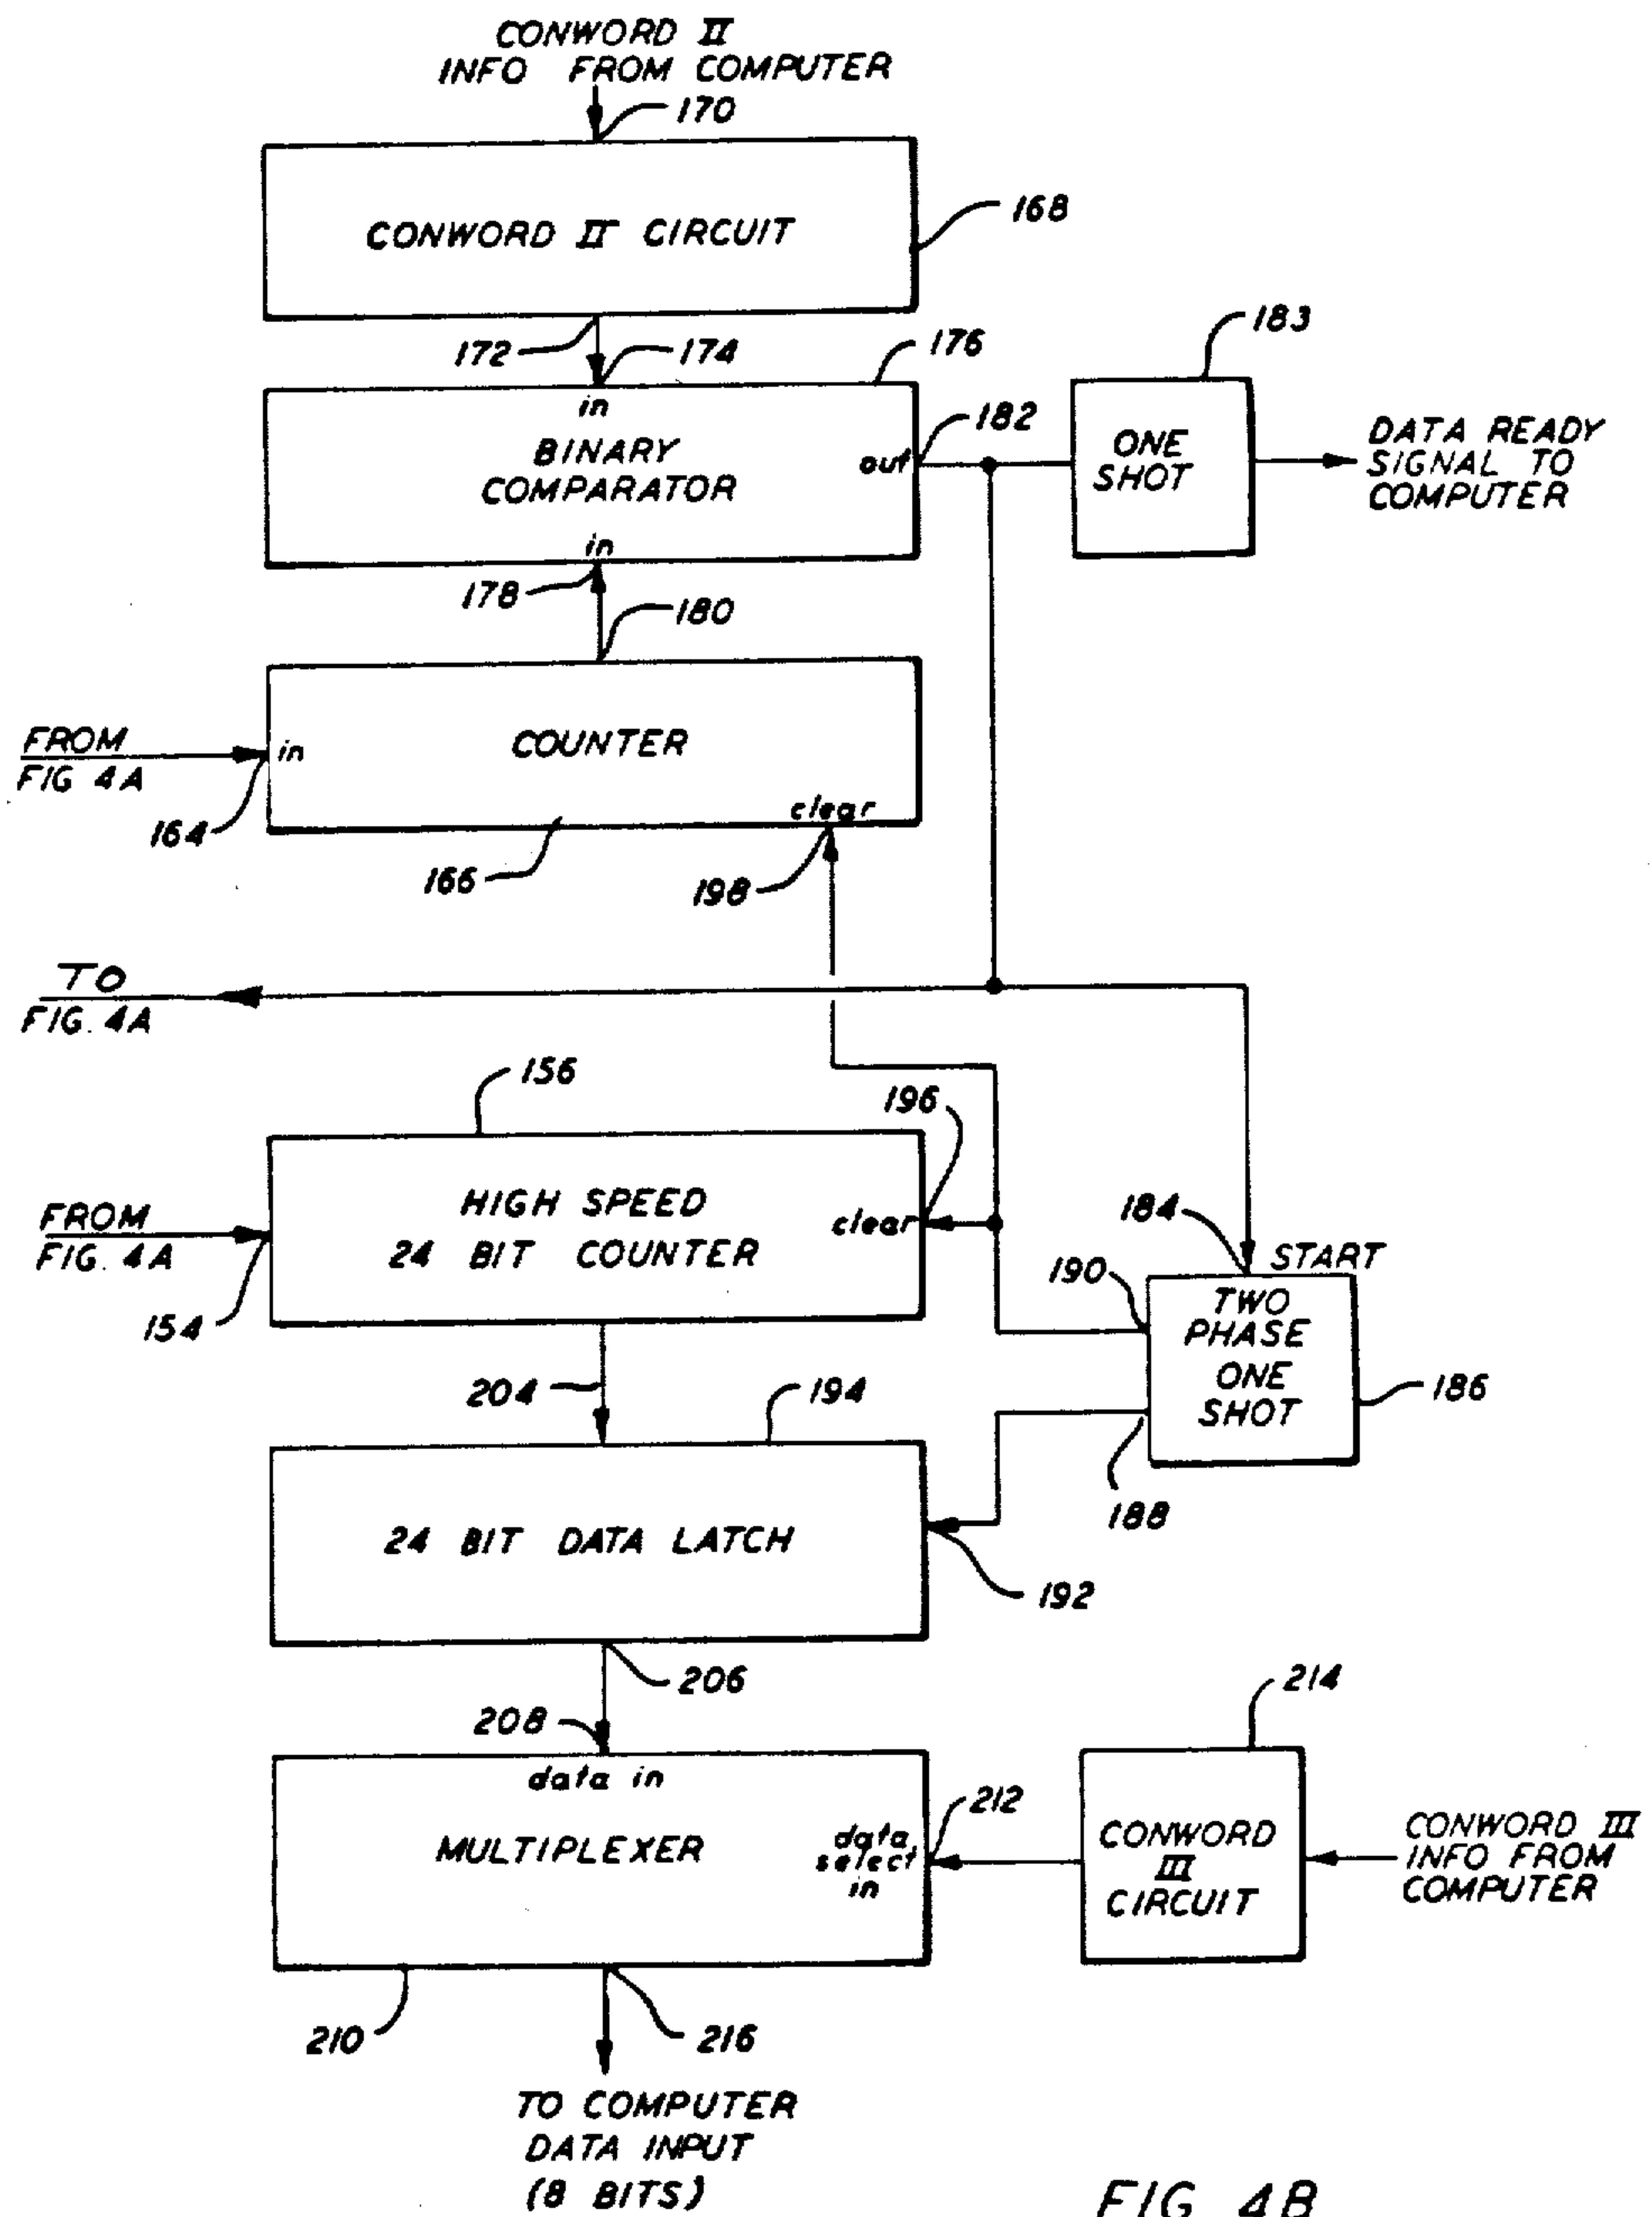 CONWORD II
INFO FROM COMPUTER
170
CONWORD II CIRCUIT
168
172
174
176
183
in
BINARY
COMPARATOR
out
182
ONE
SHOT
DATA READY
SIGNAL TO
COMPUTER
in
178
180
FROM
FIG 4A
in
COUNTER
164
clear
166
198
TO
FIG. 4A
156
196
FROM
FIG. 4A
HIGH SPEED
24 BIT COUNTER
clear
184
START
190
TWO
PHASE
ONE
SHOT
154
204
194
186
188
24 BIT DATA LATCH
192
206
208
214
data in
MULTIPLEXER
data
select
in
212
CONWORD
III
CIRCUIT
CONWORD III
INFO FROM
COMPUTER
210
216
TO COMPUTER
DATA INPUT
(8 BITS)
FIG 4B